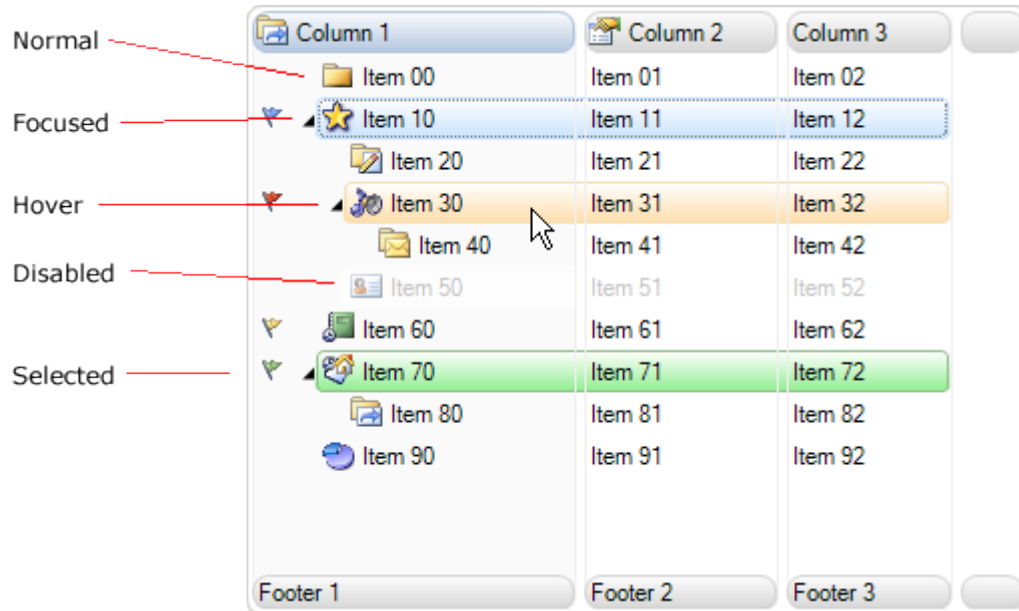 Column 1 Column 2 Column 3
Normal
Item 00 Item 01 Item 02
Focused
Item 10 Item 11 Item 12
Item 20 Item 21 Item 22
Hover
Item 30 Item 31 Item 32
Item 40 Item 41 Item 42
Disabled
Item 50 Item 51 Item 52
Item 60 Item 61 Item 62
Selected
Item 70 Item 71 Item 72
Item 80 Item 81 Item 82
Item 90 Item 91 Item 92
Footer 1 Footer 2 Footer 3